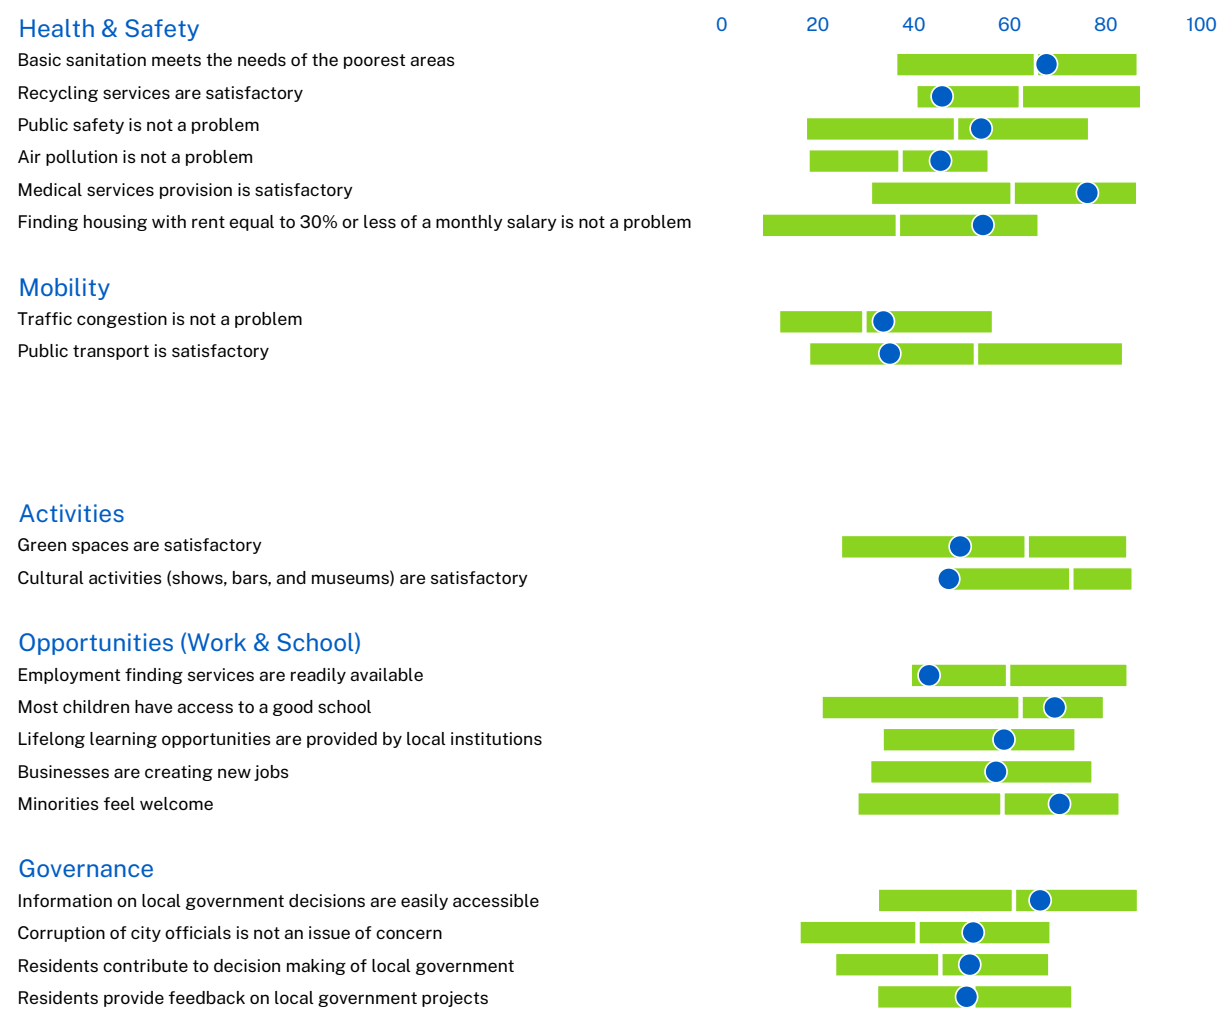 Health & Safety
0 20 40 60 80 100
Basic sanitation meets the needs of the poorest areas
Recycling services are satisfactory
Public safety is not a problem
Air pollution is not a problem
Medical services provision is satisfactory
Finding housing with rent equal to 30% or less of a monthly salary is not a problem
Mobility
Traffic congestion is not a problem
Public transport is satisfactory
Activities
Green spaces are satisfactory
Cultural activities (shows, bars, and museums) are satisfactory
Opportunities (Work & School)
Employment finding services are readily available
Most children have access to a good school
Lifelong learning opportunities are provided by local institutions
Businesses are creating new jobs
Minorities feel welcome
Governance
Information on local government decisions are easily accessible
Corruption of city officials is not an issue of concern
Residents contribute to decision making of local government
Residents provide feedback on local government projects